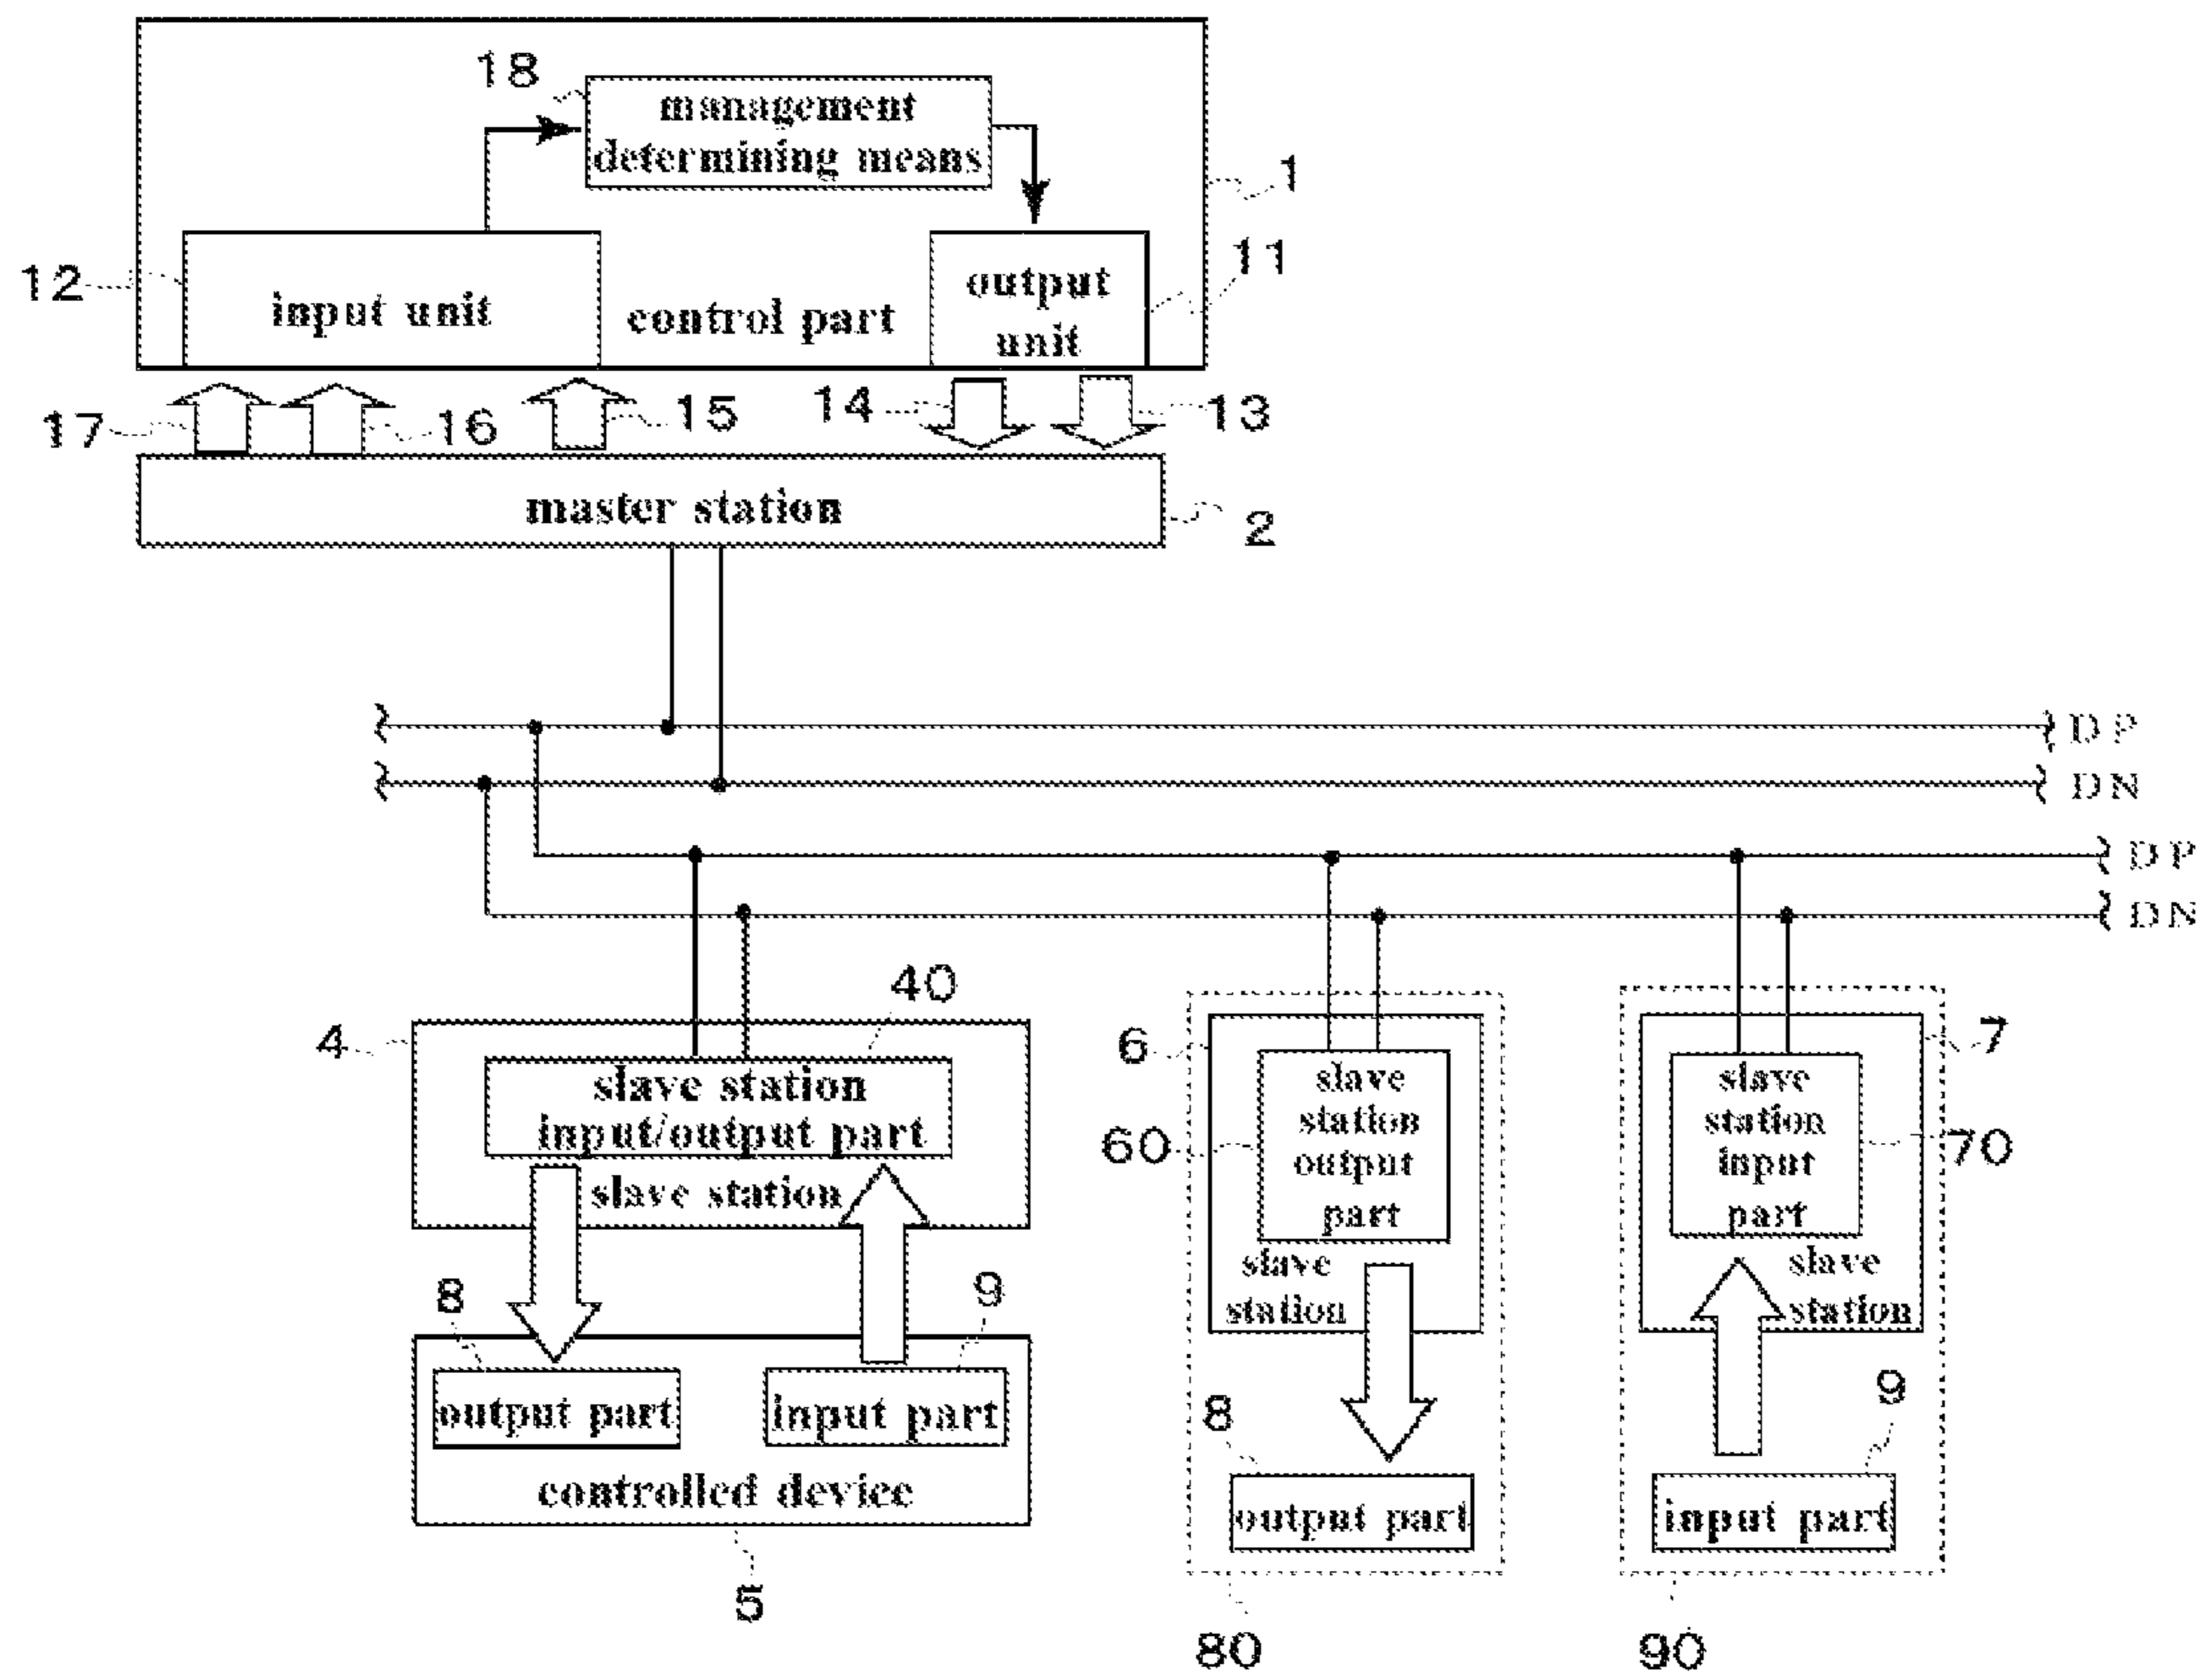 18
management
determining means
1
12
input unit
control part
output
unit
11
17
16
15
14
13
master station
2
DP
DN
DP
DN
4
40
slave station
input/output part
slave station
8
9
output part
input part
controlled device
5
6
60
slave
station
output
part
slave
station
8
output part
80
7
70
slave
station
input
part
slave
station
9
input part
90